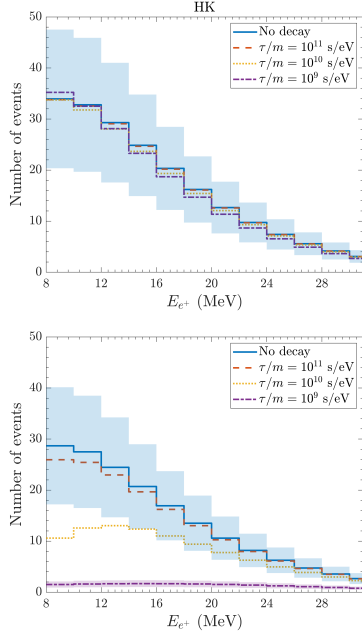 HK
50
40
30
20
10
0
Number of events
No decay
τ/m = 10¹¹ s/eV
τ/m = 10¹⁰ s/eV
τ/m = 10⁹ s/eV
8 12 16 20 24 28
E_{e⁺} (MeV)
50
40
30
20
10
0
Number of events
No decay
τ/m = 10¹¹ s/eV
τ/m = 10¹⁰ s/eV
τ/m = 10⁹ s/eV
8 12 16 20 24 28
E_{e⁺} (MeV)